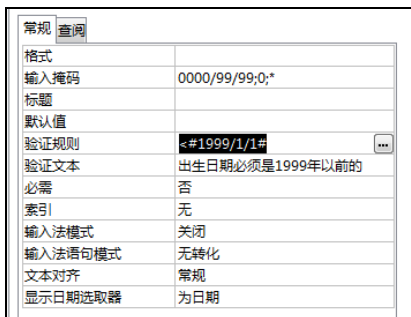 常规 查阅
格式
输入掩码 0000/99/99;0;*
标题
默认值
验证规则 <#1999/1/1# ...
验证文本 出生日期必须是1999年以前的
必需 否
索引 无
输入法模式 关闭
输入法语句模式 无转化
文本对齐 常规
显示日期选取器 为日期